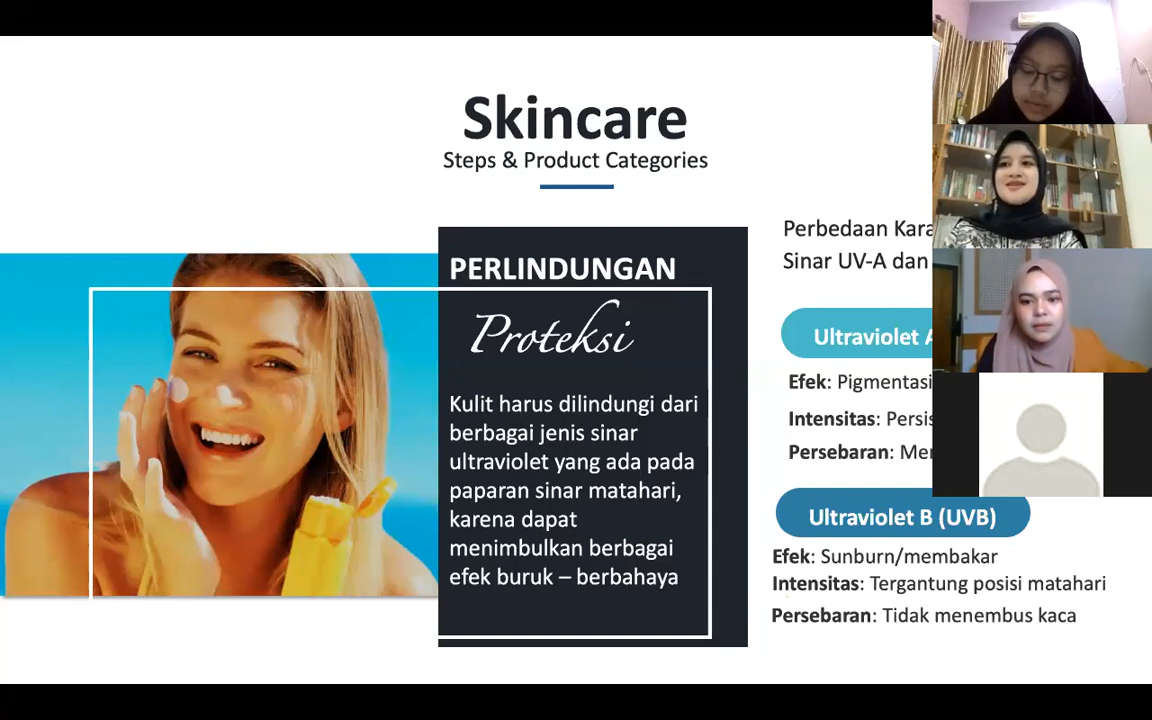 Skincare
Steps & Product Categories
PERLINDUNGAN
Proteksi
Kulit harus dilindungi dari
berbagai jenis sinar
ultraviolet yang ada pada
paparan sinar matahari,
karena dapat
menimbulkan berbagai
efek buruk – berbahaya
Perbedaan Kara
Sinar UV-A dan
Ultraviolet A
Efek: Pigmentasi
Intensitas: Persis
Persebaran: Mer
Ultraviolet B (UVB)
Efek: Sunburn/membakar
Intensitas: Tergantung posisi matahari
Persebaran: Tidak menembus kaca